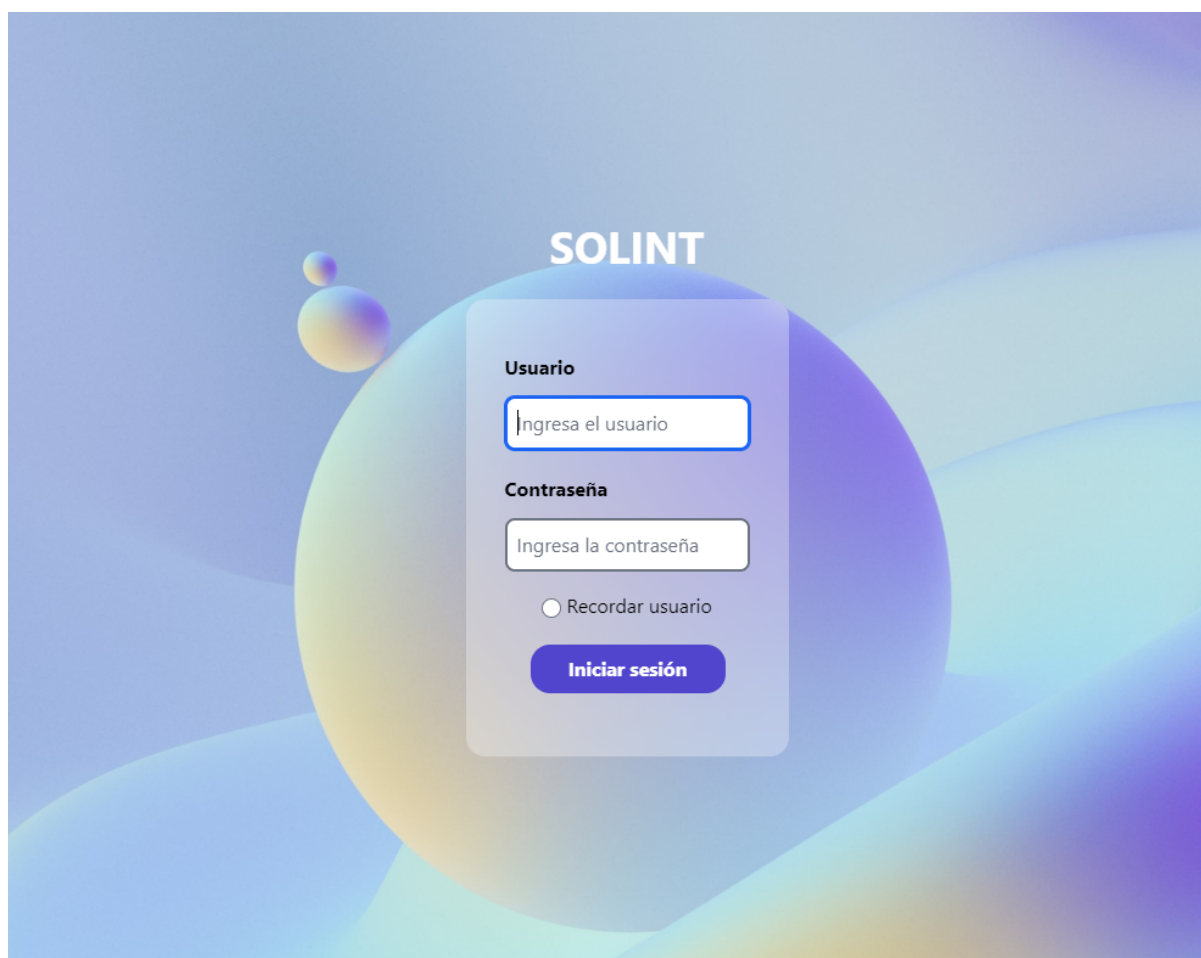 SOLINT
Usuario
Ingresa el usuario
Contraseña
Ingresa la contraseña
Recordar usuario
Iniciar sesión